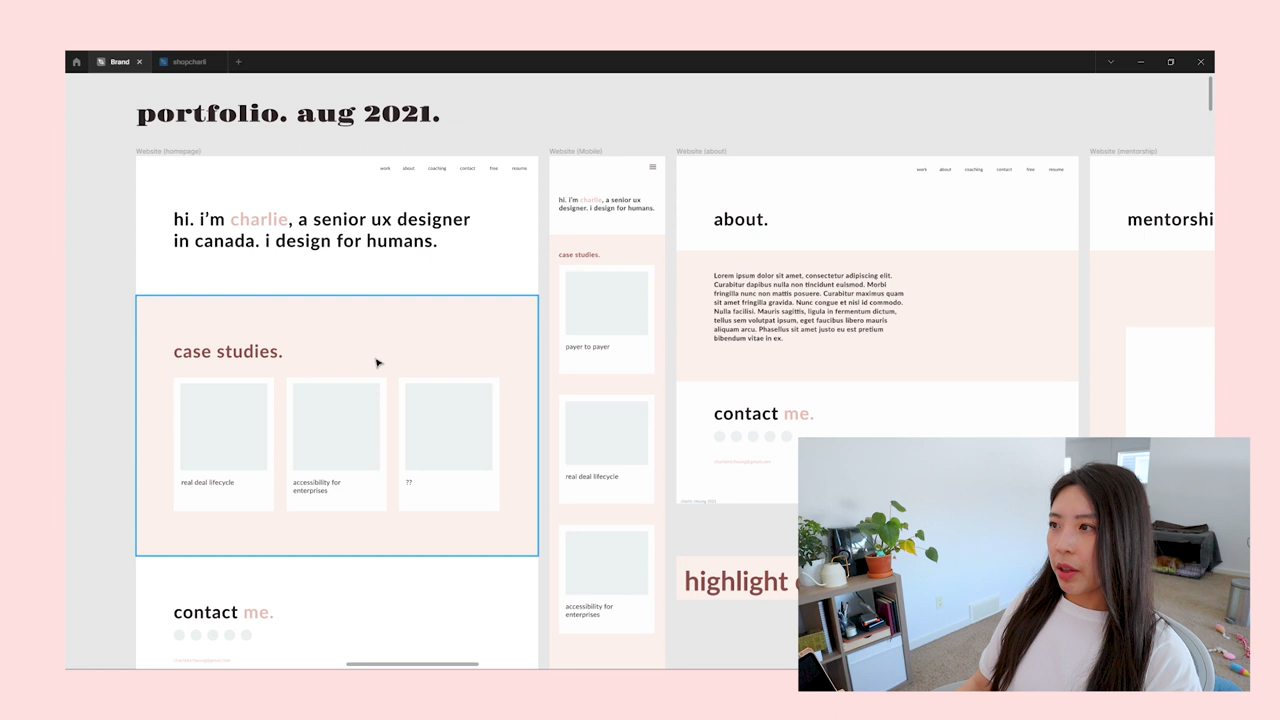 Brand
shopcharli
portfolio. aug 2021.
Website (homepage)
work about coaching contact free resume
hi. i'm charlie, a senior ux designer
in canada. i design for humans.
case studies.
real deal lifecycle
accessibility for
enterprises
??
contact me.
Website (Mobile)
hi. i'm charlie, a senior ux
designer. i design for humans.
case studies.
payer to payer
real deal lifecycle
accessibility for
enterprises
Website (about)
work about coaching contact free resume
about.
Lorem ipsum dolor sit amet, consectetur adipiscing elit.
Curabitur dapibus nulla non tincidunt euismod. Morbi
fringilla nunc non mattis posuere. Curabitur maximus quam
sit amet fringilla gravida. Nunc congue et nisl id commodo.
Nulla facilisi. Mauris sagittis, ligula in fermentum dictum,
tellus sem volutpat ipsum, eget faucibus libero mauris
aliquam arcu. Phasellus sit amet justo eu est pretium
bibendum vitae in ex.
contact me.
highlight
Website (mentorship)
mentorshi